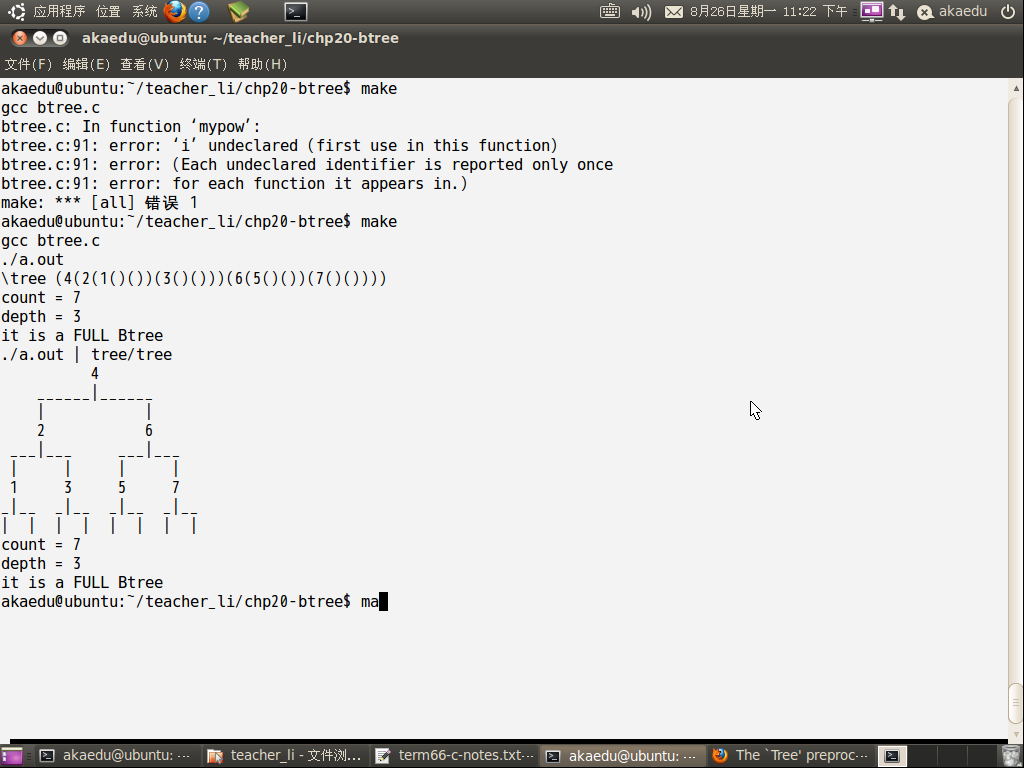 应用程序 位置 系统 8月26日星期一 11:22 下午 akaedu
akaedu@ubuntu: ~/teacher_li/chp20-btree
文件(F) 编辑(E) 查看(V) 终端(T) 帮助(H)
akaedu@ubuntu:~/teacher_li/chp20-btree$ make
gcc btree.c
btree.c: In function ‘mypow’:
btree.c:91: error: ‘i’ undeclared (first use in this function)
btree.c:91: error: (Each undeclared identifier is reported only once
btree.c:91: error: for each function it appears in.)
make: *** [all] 错误 1
akaedu@ubuntu:~/teacher_li/chp20-btree$ make
gcc btree.c
./a.out
\tree (4(2(1()())(3()()))(6(5()())(7()())))
count = 7
depth = 3
it is a FULL Btree
./a.out | tree/tree
          4
    ______|______
    |           |
    2           6
 ___|___     ___|___
 |     |     |     |
 1     3     5     7
_|__  _|__  _|__  _|__
|  |  |  |  |  |  |  |
count = 7
depth = 3
it is a FULL Btree
akaedu@ubuntu:~/teacher_li/chp20-btree$ ma
akaedu@ubuntu: ··· teacher_li - 文件浏... term66-c-notes.txt··· akaedu@ubuntu: ··· The `Tree' preproc···